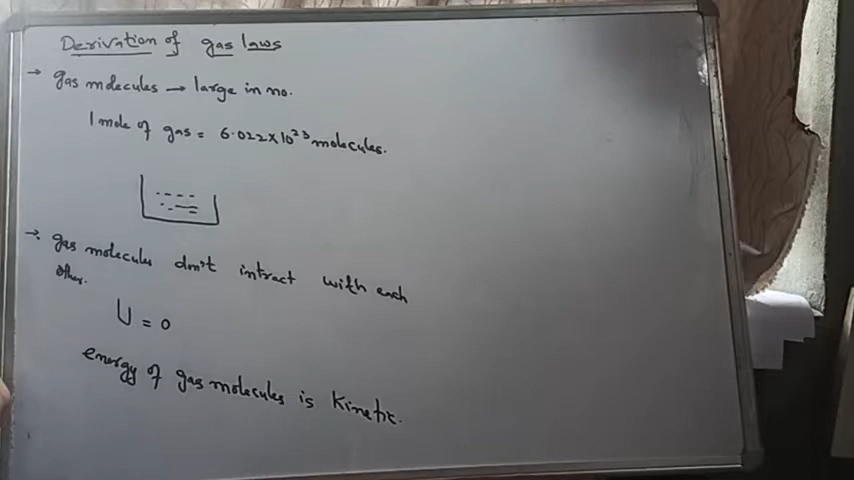 Derivation of gas laws
→ gas molecules → large in no.
1 mole of gas = 6.022×10²³ molecules.
→ gas molecules don't intract with each
other.
U = 0
energy of gas molecules is kinetic.